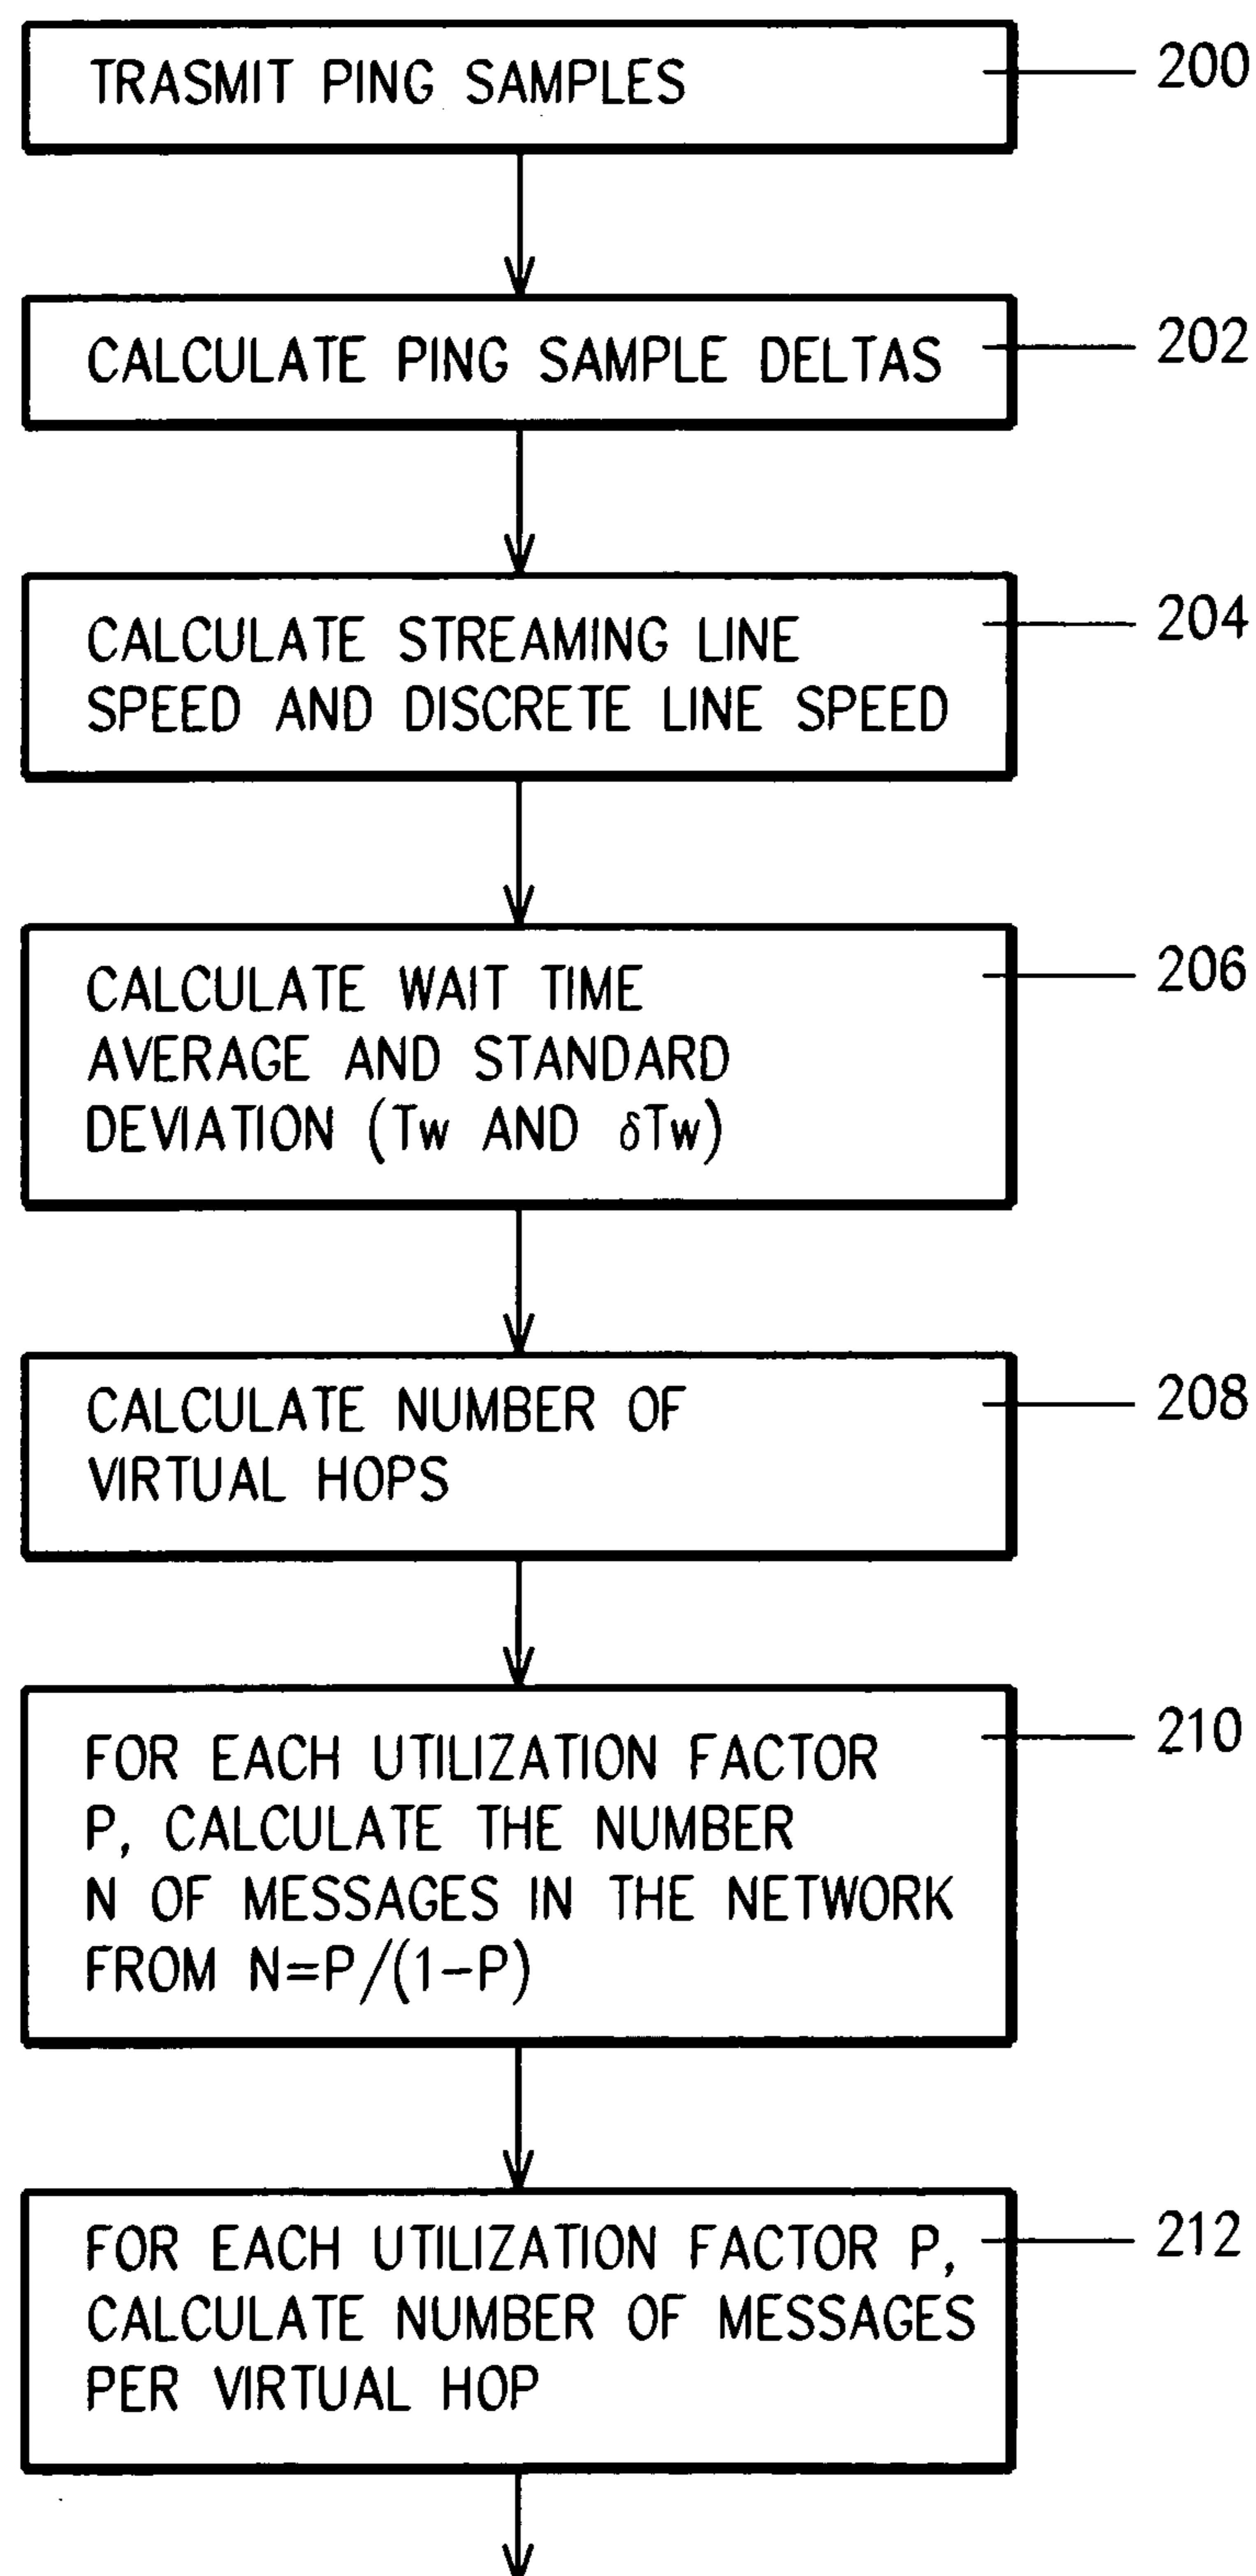 TRASMIT PING SAMPLES
200
CALCULATE PING SAMPLE DELTAS
202
CALCULATE STREAMING LINE
SPEED AND DISCRETE LINE SPEED
204
CALCULATE WAIT TIME
AVERAGE AND STANDARD
DEVIATION (Tw AND δTw)
206
CALCULATE NUMBER OF
VIRTUAL HOPS
208
FOR EACH UTILIZATION FACTOR
P, CALCULATE THE NUMBER
N OF MESSAGES IN THE NETWORK
FROM N=P/(1-P)
210
FOR EACH UTILIZATION FACTOR P,
CALCULATE NUMBER OF MESSAGES
PER VIRTUAL HOP
212